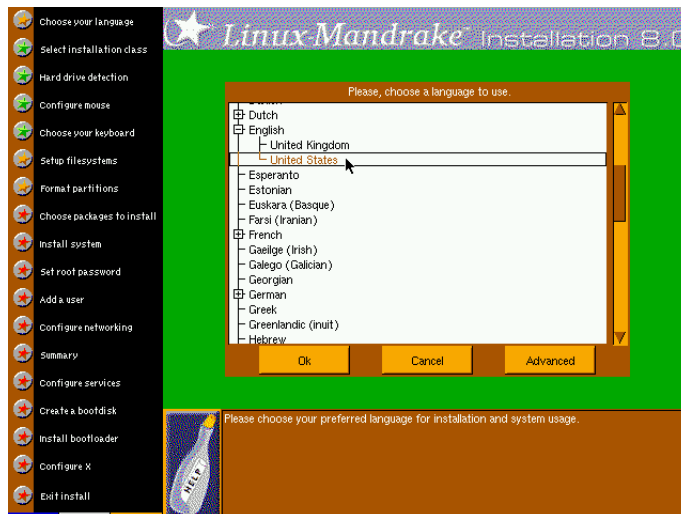 Choose your language
Select installation class
Hard drive detection
Configure mouse
Choose your keyboard
Setup filesystems
Format partitions
Choose packages to install
Install system
Set root password
Add a user
Configure networking
Summary
Configure services
Create a bootdisk
Install bootloader
Configure X
Exit install
Linux-Mandrake Installation 8.0
Please, choose a language to use.
Dutch
English
United Kingdom
United States
Esperanto
Estonian
Euskara (Basque)
Farsi (Iranian)
French
Gaeilge (Irish)
Galego (Galician)
Georgian
German
Greek
Greenlandic (inuit)
Hebrew
Ok
Cancel
Advanced
HELP
Please choose your preferred language for installation and system usage.